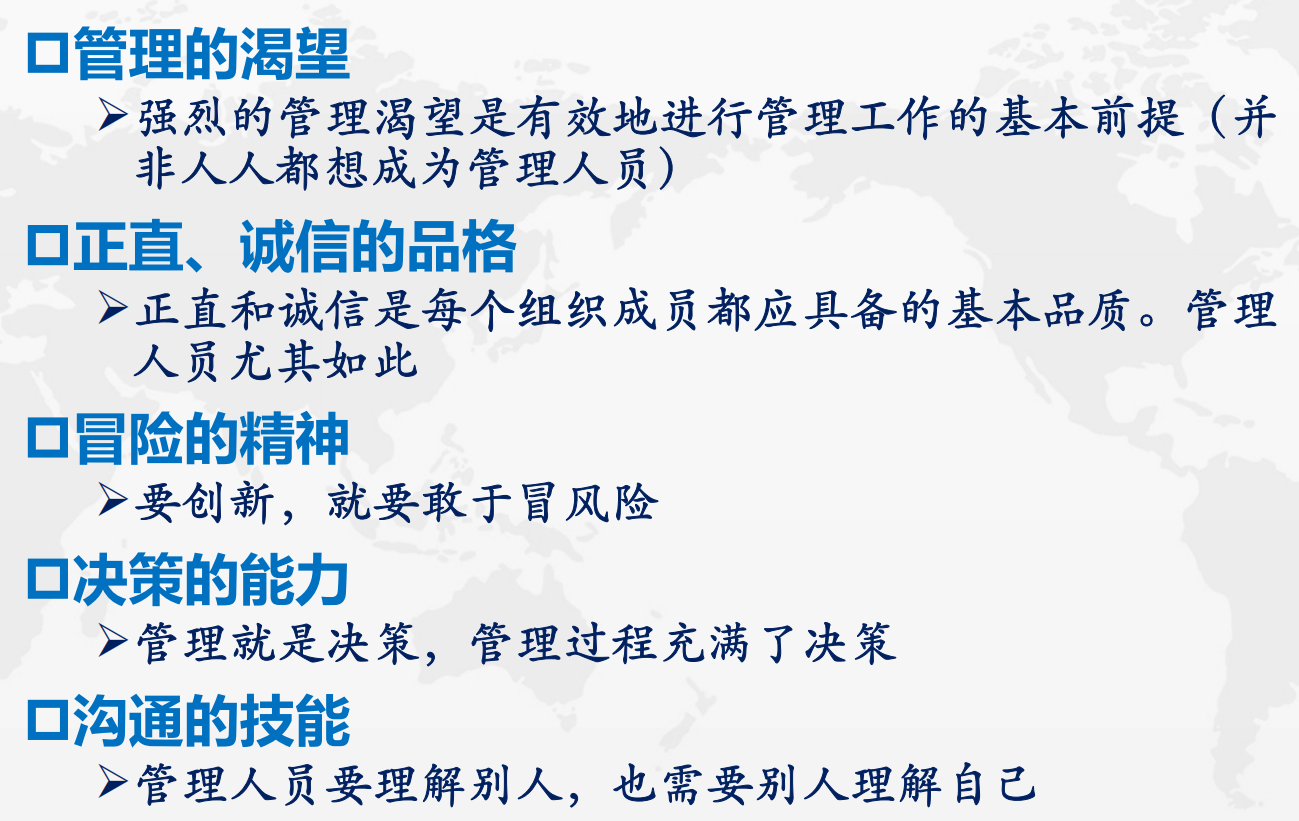 管理的渴望
强烈的管理渴望是有效地进行管理工作的基本前提（并
非人人都想成为管理人员）
正直、诚信的品格
正直和诚信是每个组织成员都应具备的基本品质。管理
人员尤其如此
冒险的精神
要创新，就要敢于冒风险
决策的能力
管理就是决策，管理过程充满了决策
沟通的技能
管理人员要理解别人，也需要别人理解自己